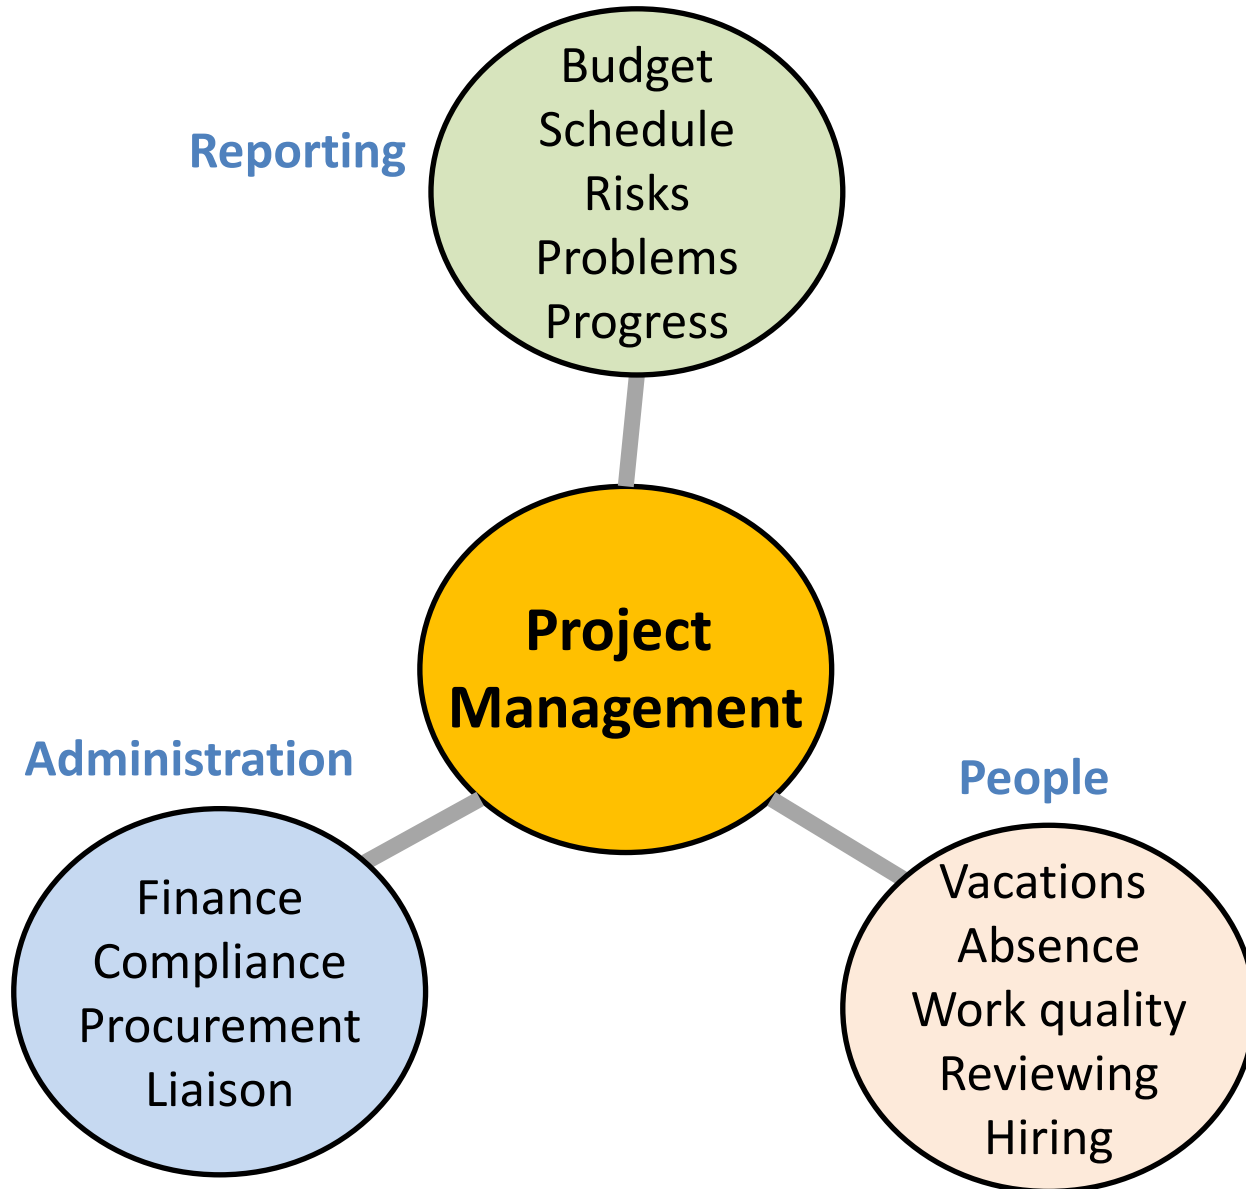 Reporting
Budget
Schedule
Risks
Problems
Progress
Project
Management
Administration
Finance
Compliance
Procurement
Liaison
People
Vacations
Absence
Work quality
Reviewing
Hiring